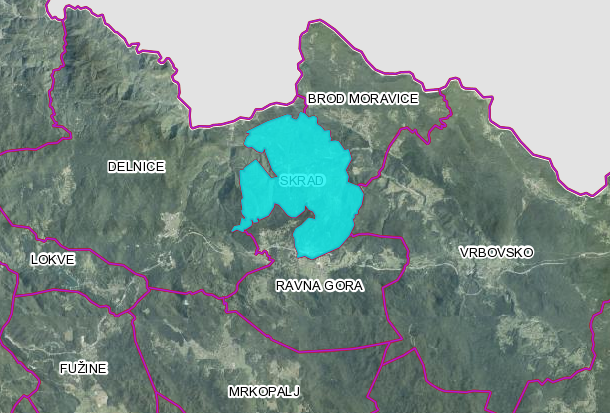 BROD MORAVICE
DELNICE
SKRAD
VRBOVSKO
LOKVE
RAVNA GORA
FUŽINE
MRKOPALJ